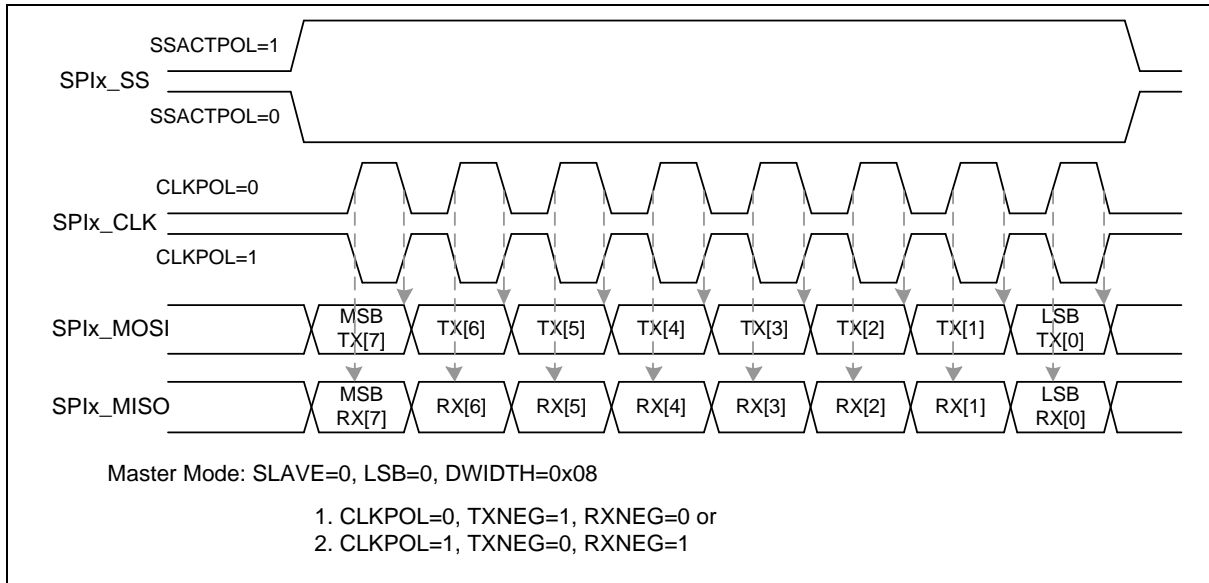 SSACTPOL=1
SPIx_SS
SSACTPOL=0
CLKPOL=0
SPIx_CLK
CLKPOL=1
SPIx_MOSI
MSB TX[6] TX[5] TX[4] TX[3] TX[2] TX[1] LSB
TX[7] TX[0]
SPIx_MISO
MSB RX[6] RX[5] RX[4] RX[3] RX[2] RX[1] LSB
RX[7] RX[0]
Master Mode: SLAVE=0, LSB=0, DWIDTH=0x08
1. CLKPOL=0, TXNEG=1, RXNEG=0 or
2. CLKPOL=1, TXNEG=0, RXNEG=1